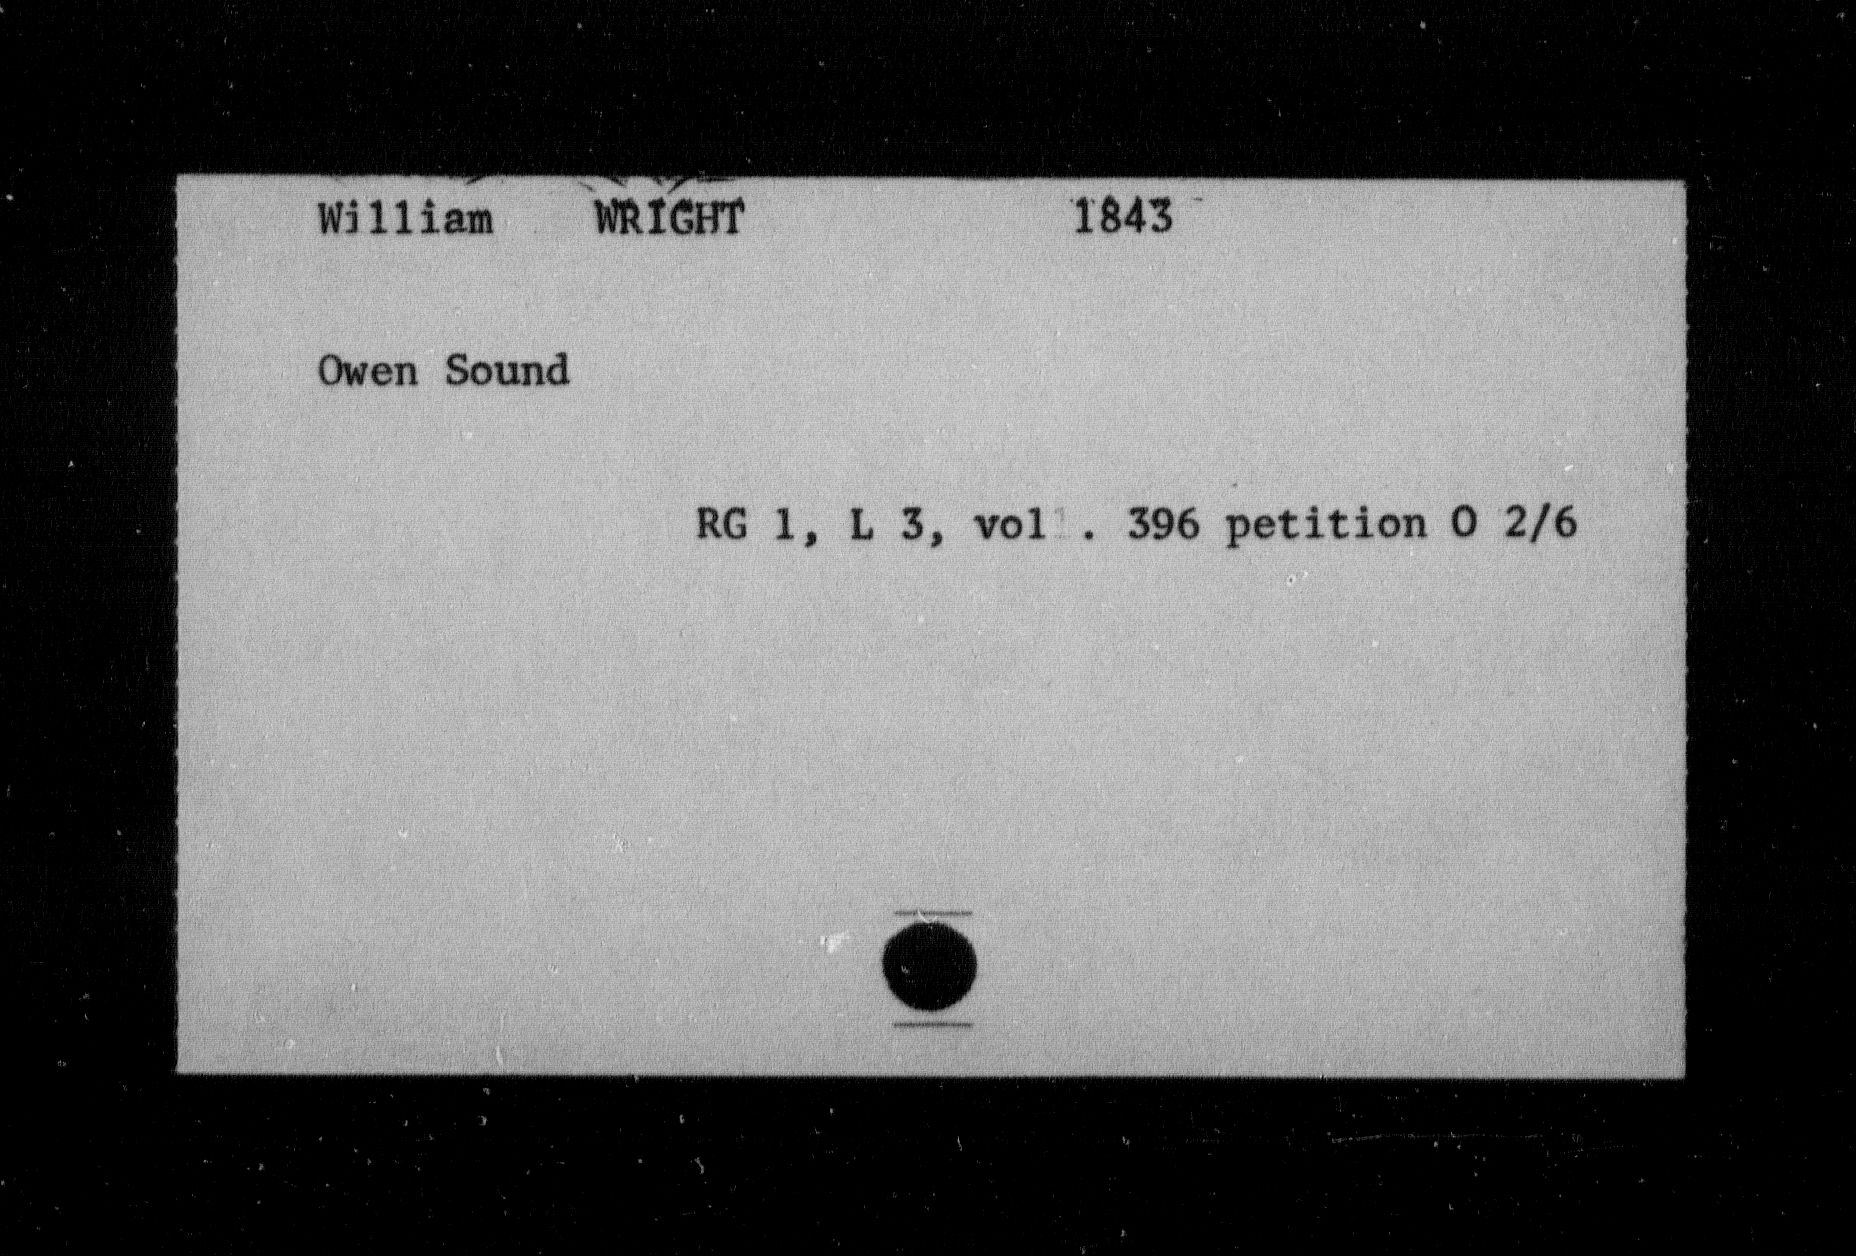 William WRIGHT 1843
Owen Sound
RG 1, L 3, vol . 396 petition O 2/6